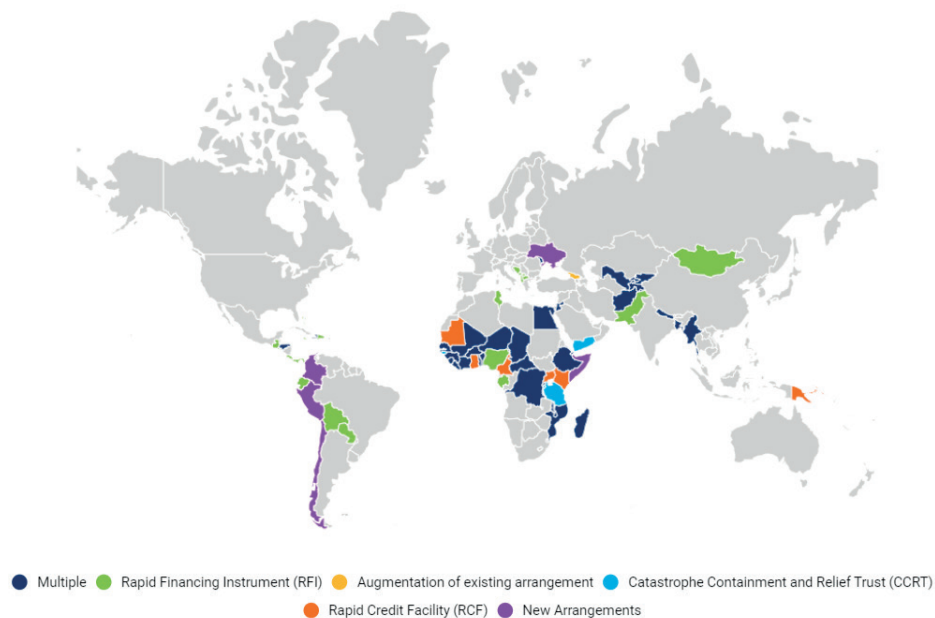 Multiple Rapid Financing Instrument (RFI) Augmentation of existing arrangement Catastrophe Containment and Relief Trust (CCRT)
Rapid Credit Facility (RCF) New Arrangements